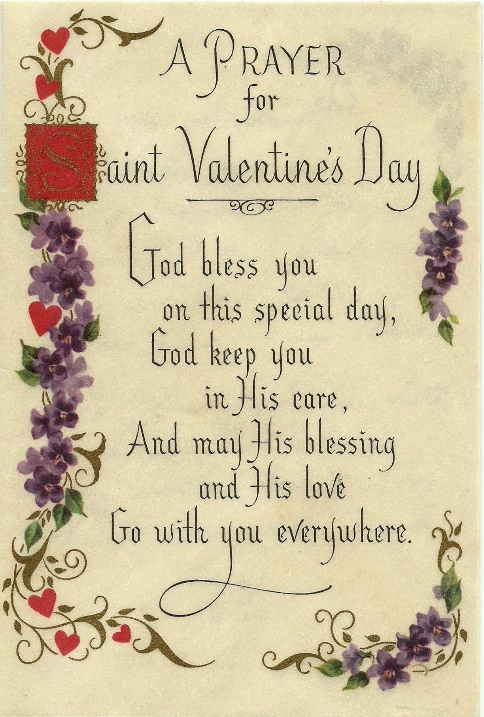 A PRAYER
for
Saint Valentine's Day
God bless you
on this special day,
God keep you
in His care,
And may His blessing
and His love
Go with you everywhere.